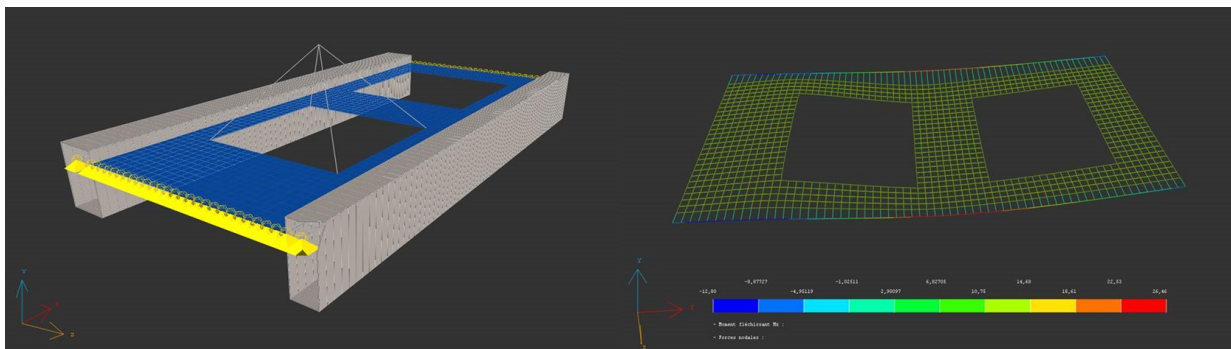 Y
X
Z
Y
-8,87727 -1,02511 6,82705 14,68 22,53
-12,80 -4,95119 2,90097 10,75 18,61 26,46
- Moment fléchissant Mz :
- Forces nodales :